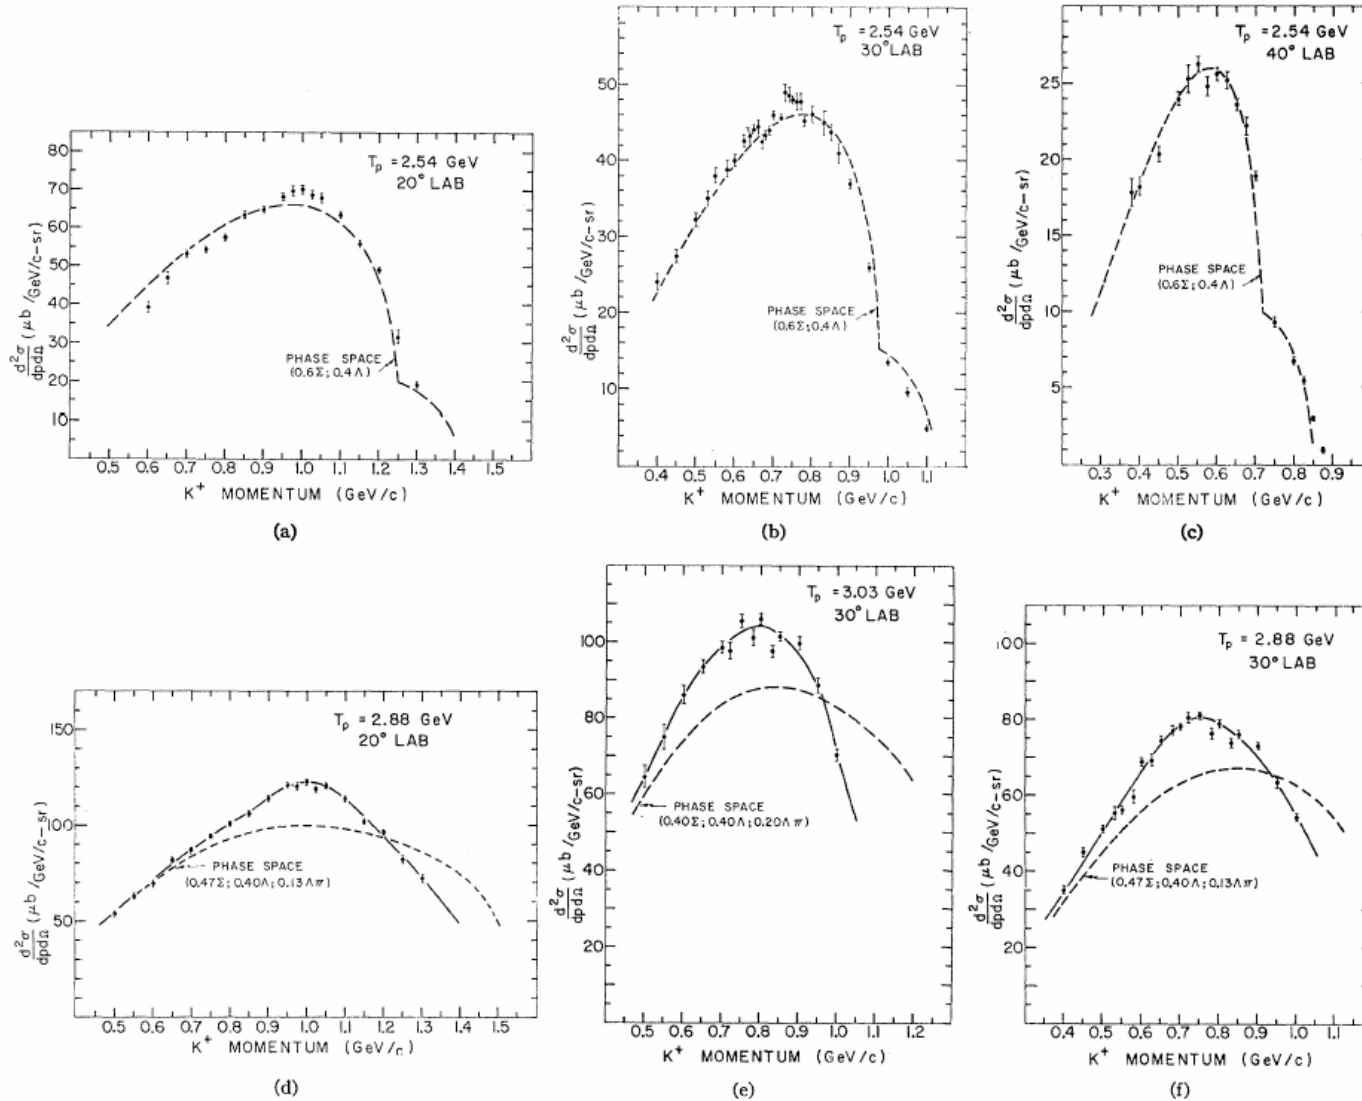 80
70
60
50
40
30
20
10
T_p = 2.54 GeV
20° LAB
d²σ/dpdΩ (μb/GeV/c-sr)
PHASE SPACE
(0.6Σ; 0.4Λ)
0.5 0.6 0.7 0.8 0.9 1.0 1.1 1.2 1.3 1.4 1.5
K⁺ MOMENTUM (GeV/c)
(a)
50
40
30
20
10
T_p = 2.54 GeV
30° LAB
d²σ/dpdΩ (μb/GeV/c-sr)
PHASE SPACE
(0.6Σ; 0.4Λ)
0.4 0.5 0.6 0.7 0.8 0.9 1.0 1.1
K⁺ MOMENTUM (GeV/c)
(b)
25
20
15
10
5
T_p = 2.54 GeV
40° LAB
d²σ/dpdΩ (μb/GeV/c-sr)
PHASE SPACE
(0.6Σ; 0.4Λ)
0.3 0.4 0.5 0.6 0.7 0.8 0.9
K⁺ MOMENTUM (GeV/c)
(c)
150
100
50
T_p = 2.88 GeV
20° LAB
d²σ/dpdΩ (μb/GeV/c-sr)
PHASE SPACE
(0.47Σ; 0.40Λ; 0.13Λπ)
0.5 0.6 0.7 0.8 0.9 1.0 1.1 1.2 1.3 1.4 1.5
K⁺ MOMENTUM (GeV/c)
(d)
100
80
60
40
20
T_p = 3.03 GeV
30° LAB
d²σ/dpdΩ (μb/GeV/c-sr)
PHASE SPACE
(0.40Σ; 0.40Λ; 0.20Λπ)
0.5 0.6 0.7 0.8 0.9 1.0 1.1 1.2
K⁺ MOMENTUM (GeV/c)
(e)
100
80
60
40
20
T_p = 2.88 GeV
30° LAB
d²σ/dpdΩ (μb/GeV/c-sr)
PHASE SPACE
(0.47Σ; 0.40Λ; 0.13Λπ)
0.4 0.5 0.6 0.7 0.8 0.9 1.0 1.1
K⁺ MOMENTUM (GeV/c)
(f)